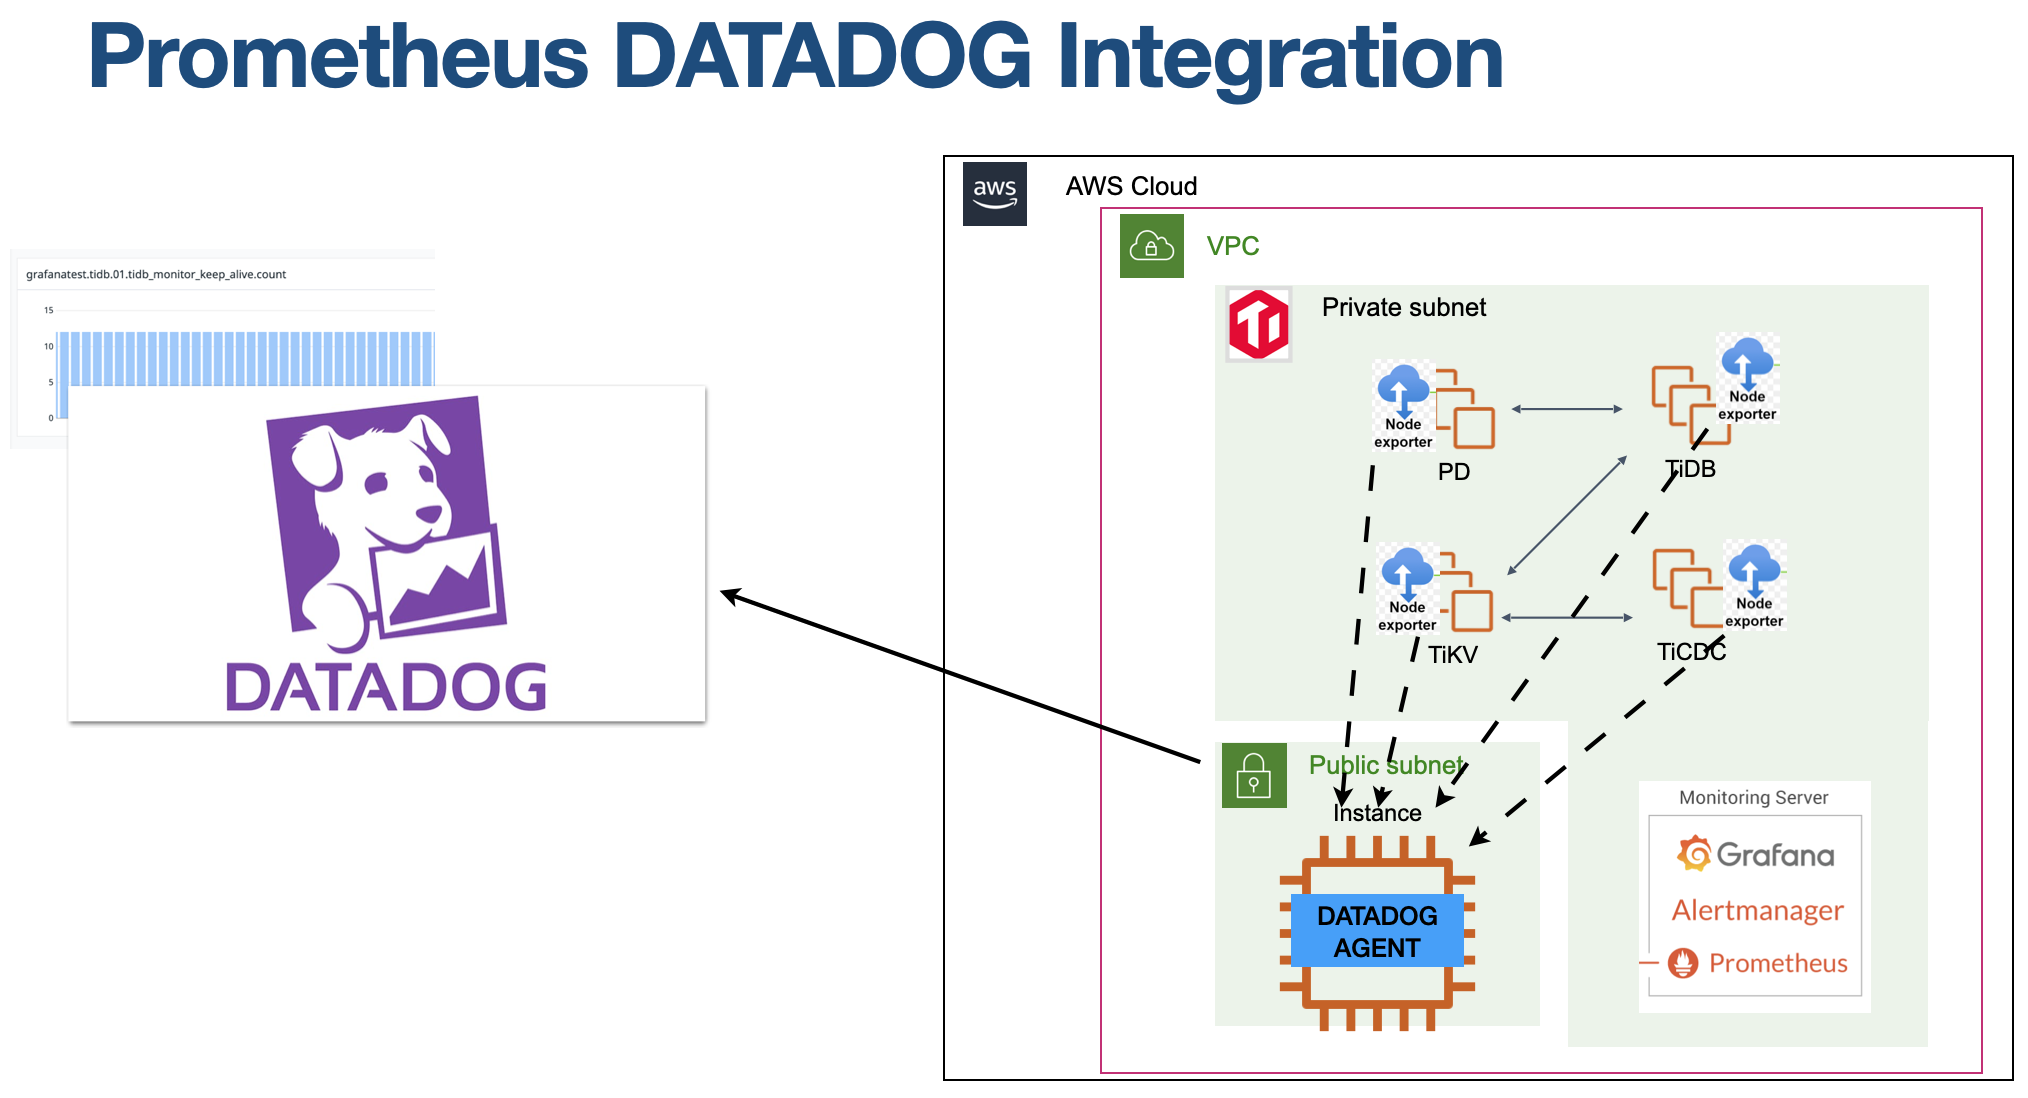 Prometheus DATADOG Integration
aws
AWS Cloud
VPC
grafanatest.tidb.01.tidb_monitor_keep_alive.count
15
10
5
0
DATADOG
Ti
Private subnet
Node
exporter
PD
Node
exporter
TiDB
Node
exporter
TiKV
Node
exporter
TiCDC
Public subnet
Instance
DATADOG
AGENT
Monitoring Server
Grafana
Alertmanager
Prometheus